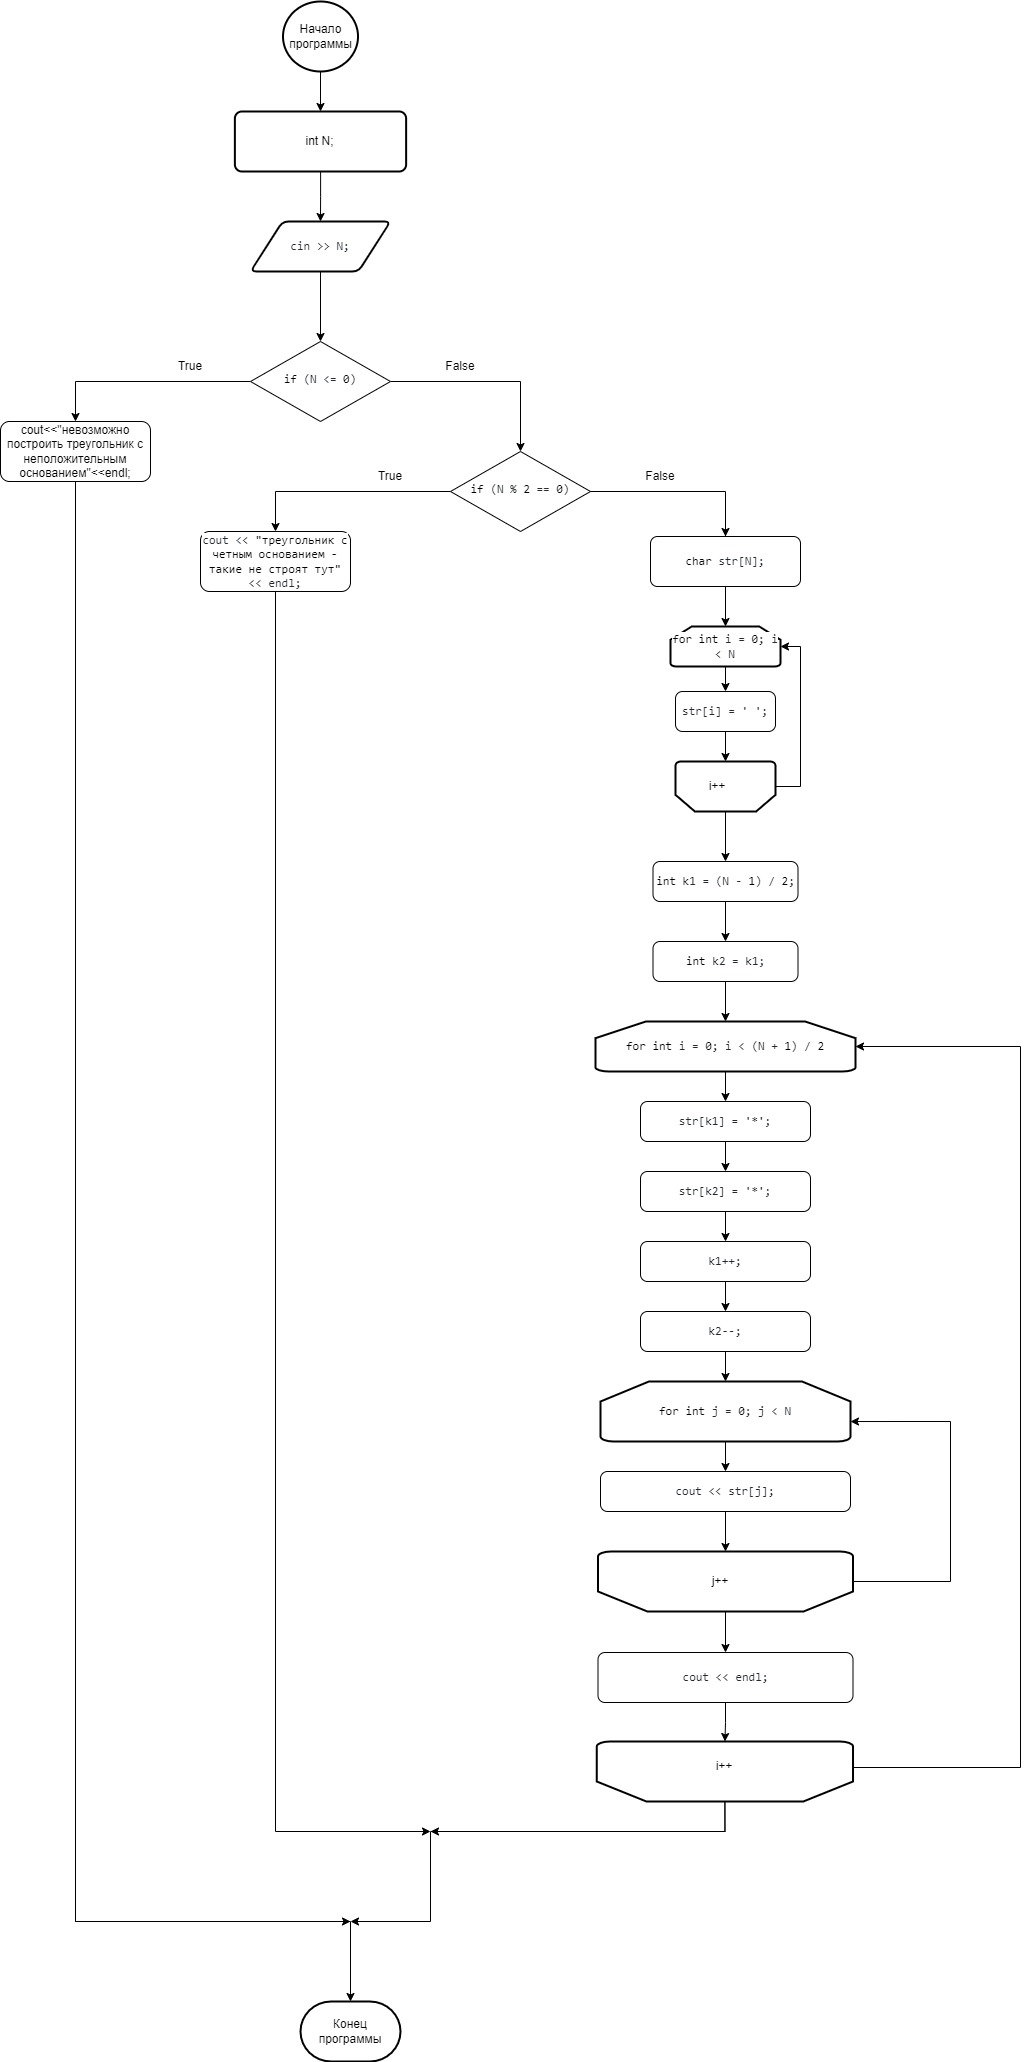 Начало
программы
int N;
cin >> N;
True
False
if (N <= 0)
cout<<"невозможно
построить треугольник с
неположительным
основанием"<<endl;
True
False
if (N % 2 == 0)
cout << "треугольник с
четным основанием -
такие не строят тут"
<< endl;
char str[N];
for int i = 0; i
< N
str[i] = ' ';
i++
int k1 = (N - 1) / 2;
int k2 = k1;
for int i = 0; i < (N + 1) / 2
str[k1] = '*';
str[k2] = '*';
k1++;
k2--;
for int j = 0; j < N
cout << str[j];
j++
cout << endl;
i++
Конец
программы